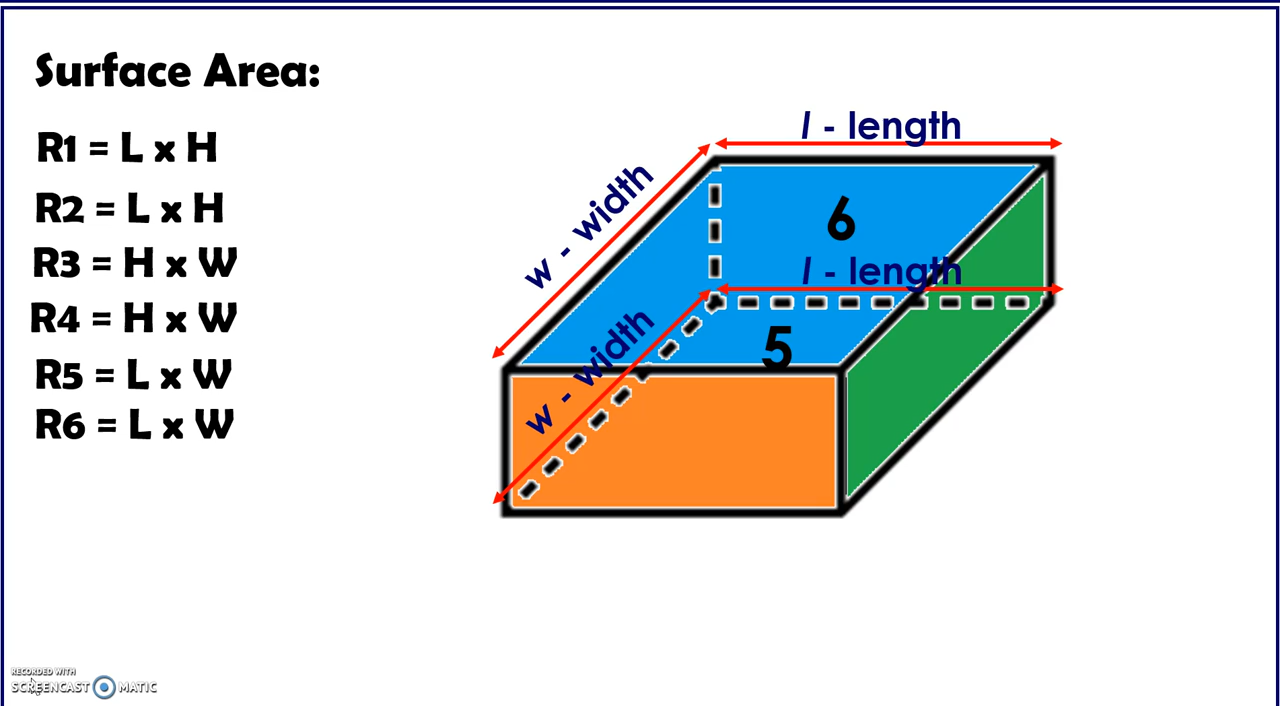 Surface Area:
R1 = L x H
R2 = L x H
R3 = H x W
R4 = H x W
R5 = L x W
R6 = L x W
l - length
w - width
6
l - length
w - width
5
RECORDED WITH
SCREENCAST MATIC